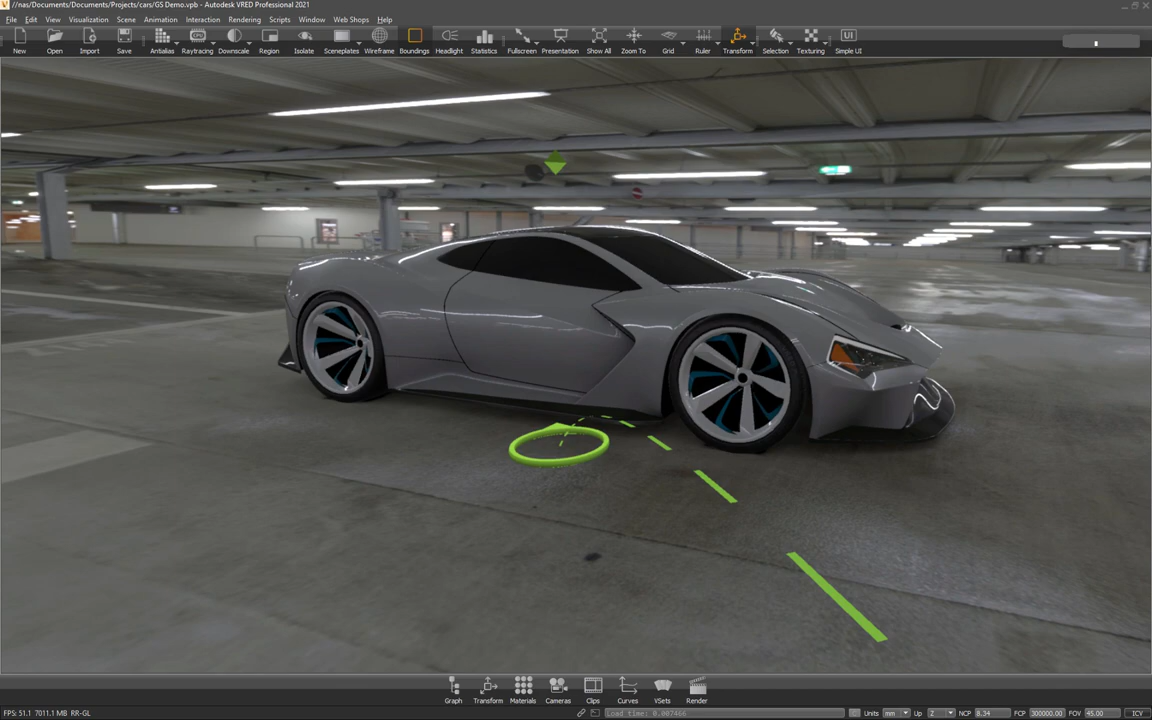 //nas/Documents/Documents/Projects/cars/GS Demo.vpb - Autodesk VRED Professional 2021
File Edit View Visualization Scene Animation Interaction Rendering Scripts Window Web Shops Help
New Open Import Save Antialias Raytracing Downscale Region Isolate Sceneplates Wireframe Boundings Headlight Statistics Fullscreen Presentation Show All Zoom To Grid Ruler Transform Selection Texturing Simple UI
Graph Transform Materials Cameras Clips Curves VSets Render
FPS: 51.1 7011.1 MB RR-GL Load time: 0.007466 Units mm Up Z NCP 8.34 FCP 300000.00 FOV 45.00 ICV